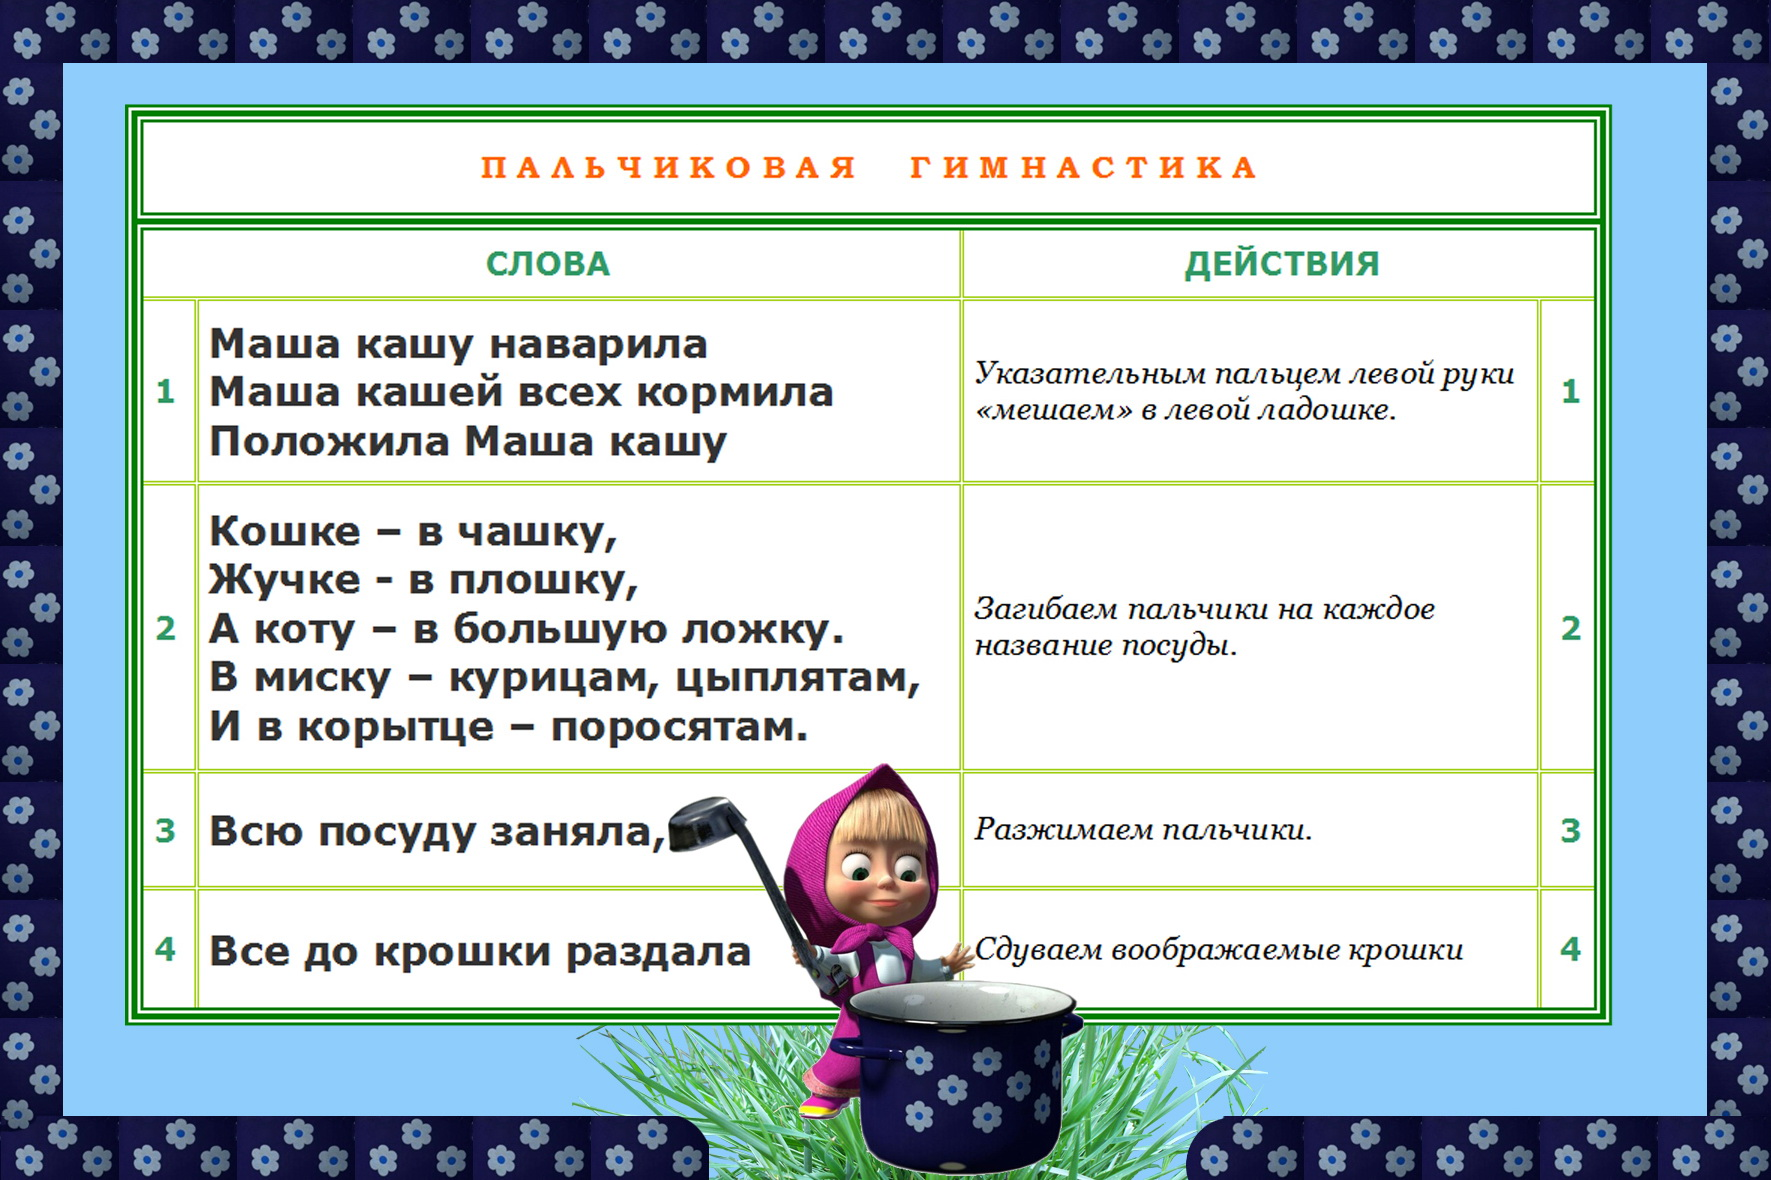 ПАЛЬЧИКОВАЯ ГИМНАСТИКА
СЛОВА
ДЕЙСТВИЯ
1
Маша кашу наварила
Маша кашей всех кормила
Положила Маша кашу
Указательным пальцем левой руки
«мешаем» в левой ладошке.
1
2
Кошке – в чашку,
Жучке - в плошку,
А коту – в большую ложку.
В миску – курицам, цыплятам,
И в корытце – поросятам.
Загибаем пальчики на каждое
название посуды.
2
3
Всю посуду заняла,
Разжимаем пальчики.
3
4
Все до крошки раздала
Сдуваем воображаемые крошки
4